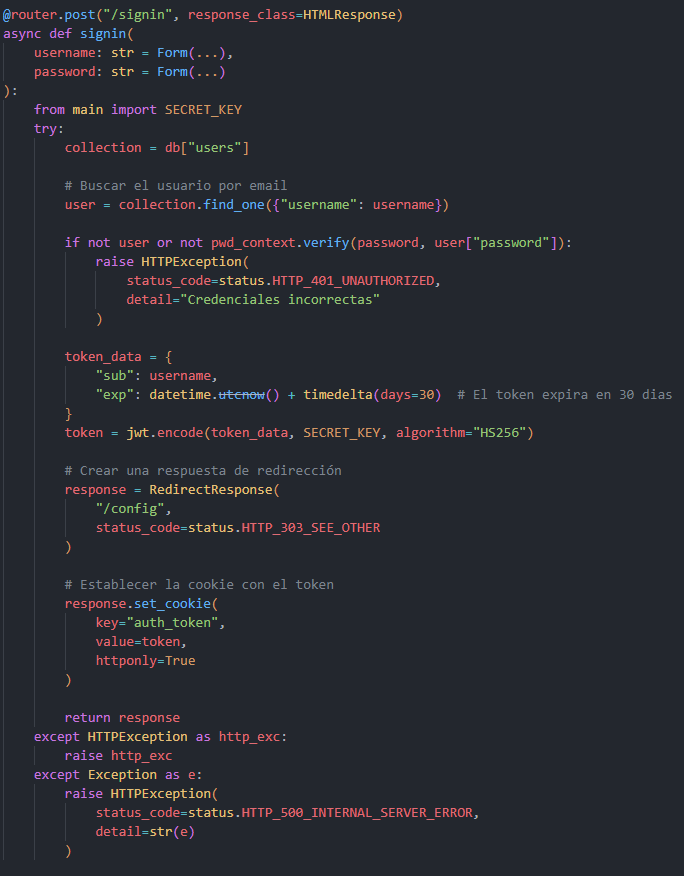 @router.post("/signin", response_class=HTMLResponse)
async def signin(
    username: str = Form(...),
    password: str = Form(...)
):
    from main import SECRET_KEY
    try:
        collection = db["users"]

        # Buscar el usuario por email
        user = collection.find_one({"username": username})

        if not user or not pwd_context.verify(password, user["password"]):
            raise HTTPException(
                status_code=status.HTTP_401_UNAUTHORIZED,
                detail="Credenciales incorrectas"
            )

        token_data = {
            "sub": username,
            "exp": datetime.utcnow() + timedelta(days=30)  # El token expira en 30 dias
        }
        token = jwt.encode(token_data, SECRET_KEY, algorithm="HS256")

        # Crear una respuesta de redirección
        response = RedirectResponse(
            "/config",
            status_code=status.HTTP_303_SEE_OTHER
        )

        # Establecer la cookie con el token
        response.set_cookie(
            key="auth_token",
            value=token,
            httponly=True
        )

        return response
    except HTTPException as http_exc:
        raise http_exc
    except Exception as e:
        raise HTTPException(
            status_code=status.HTTP_500_INTERNAL_SERVER_ERROR,
            detail=str(e)
        )